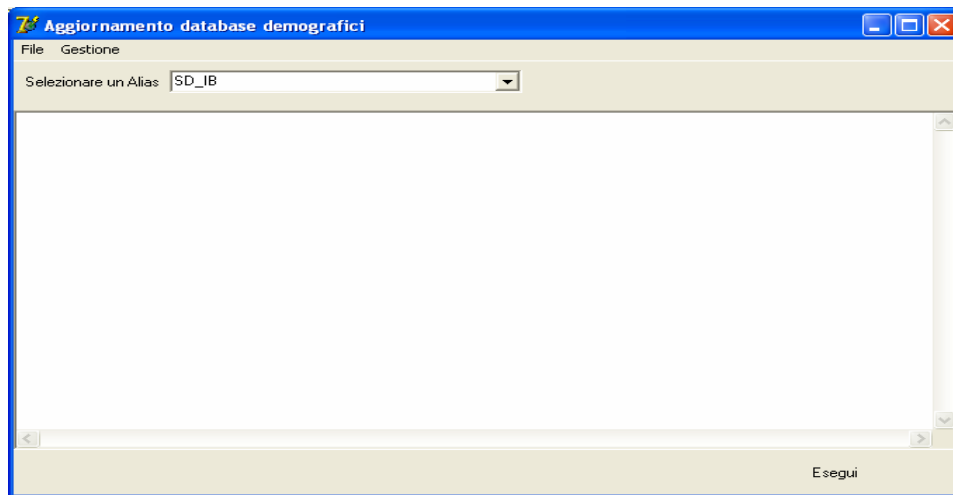 Aggiornamento database demografici
File Gestione
Selezionare un Alias SD_IB
Esegui